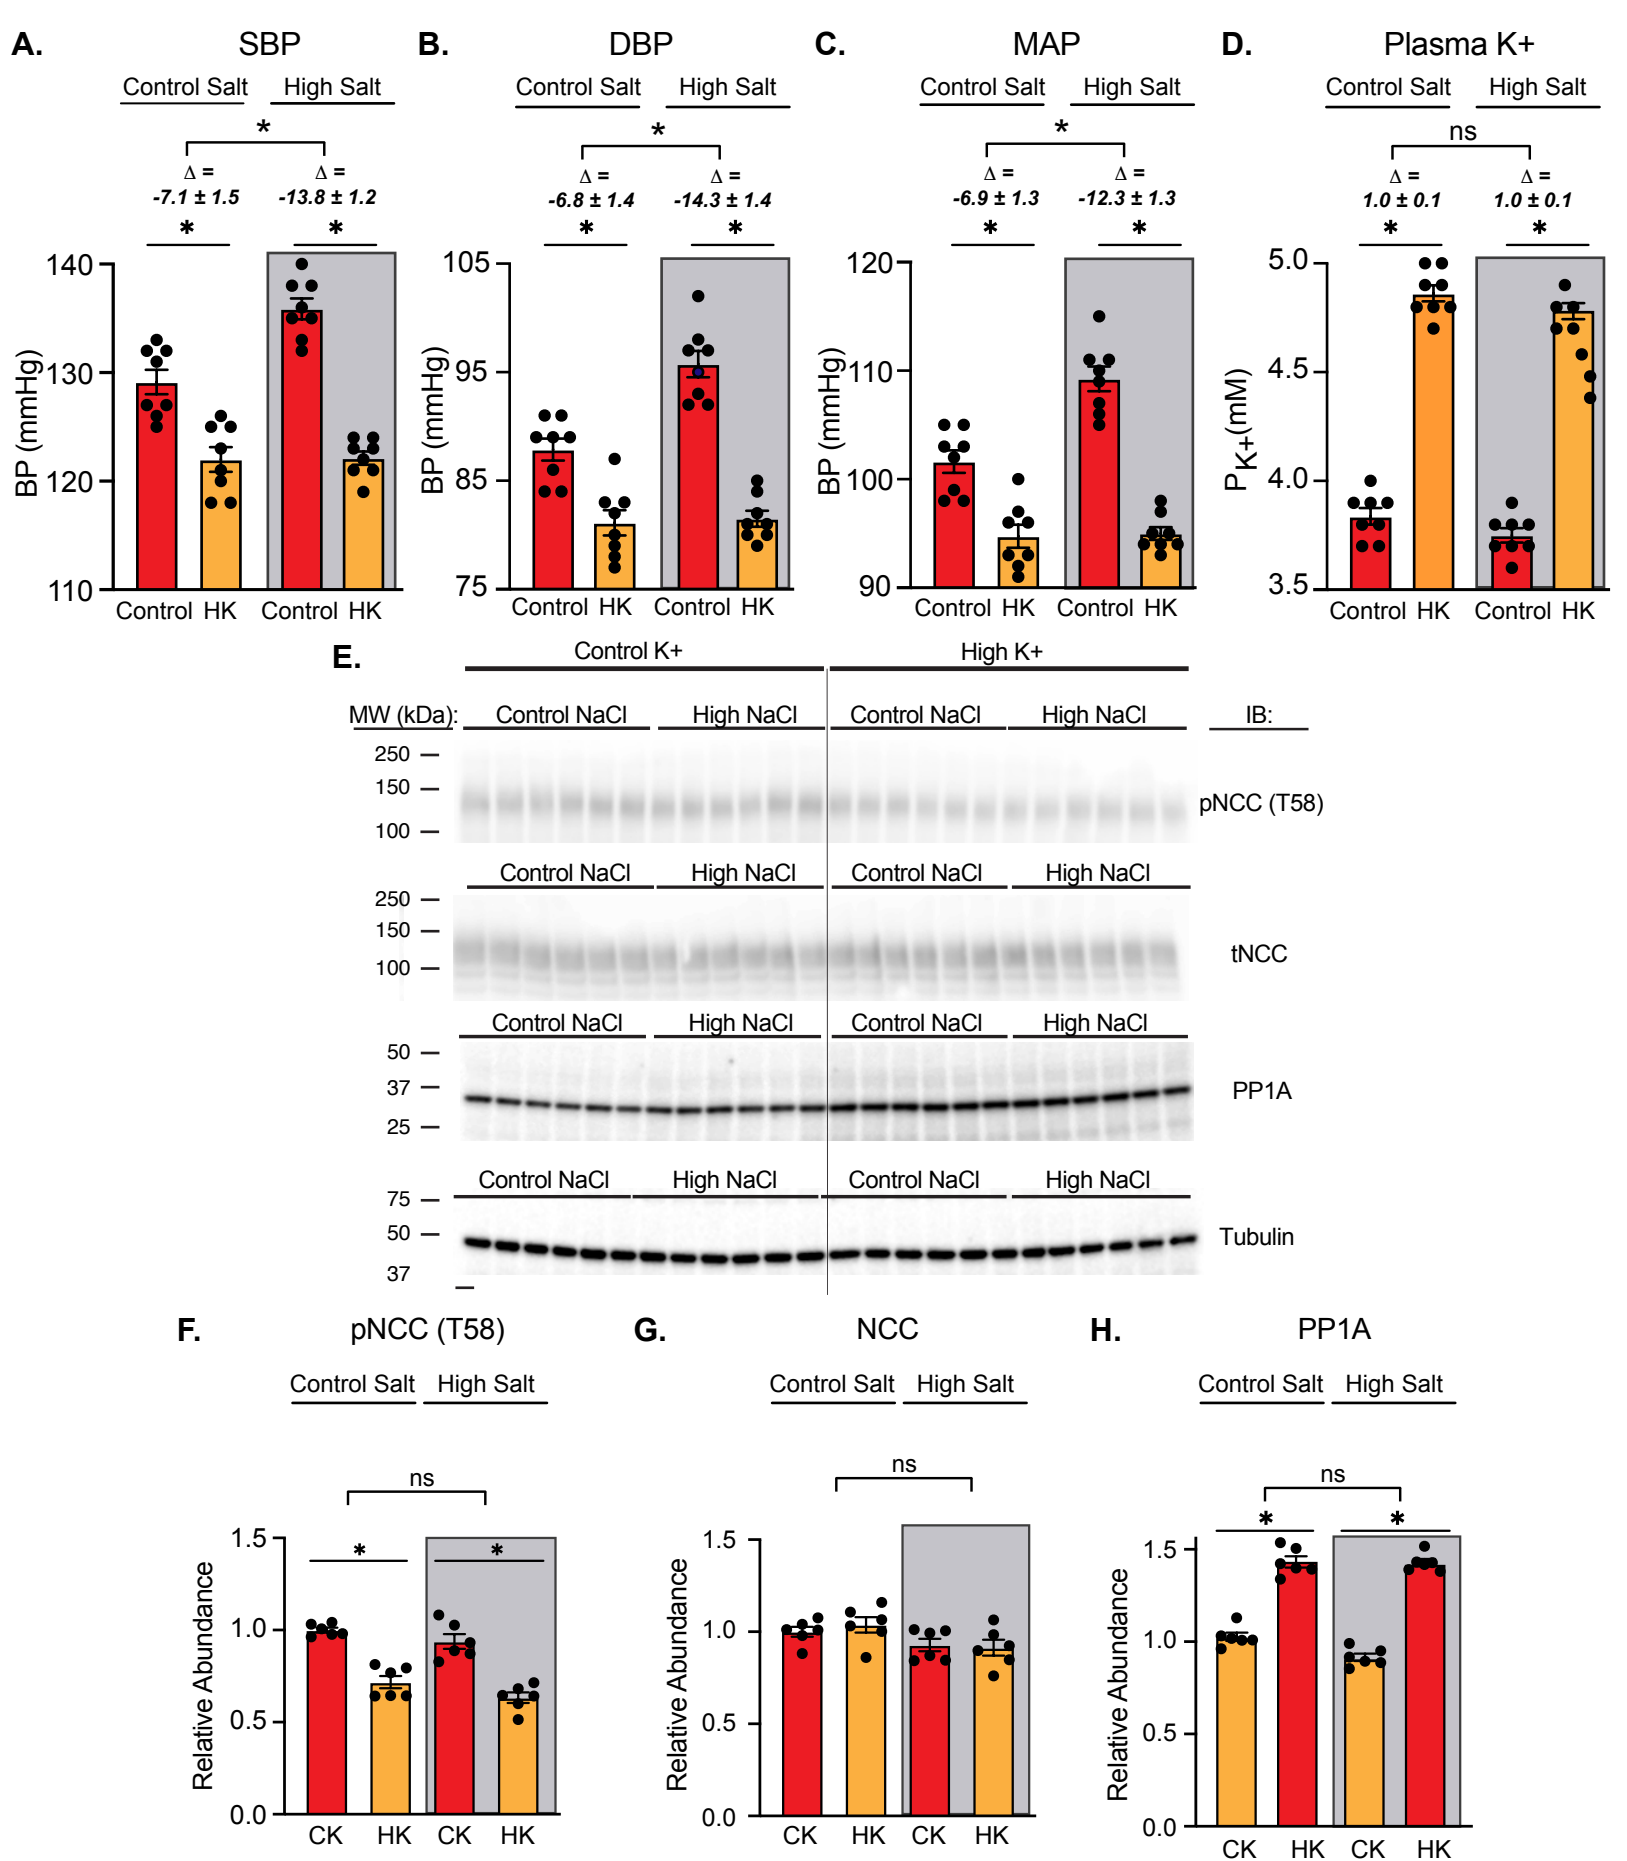 A. SBP
Control Salt High Salt
*
Δ = Δ =
-7.1 ± 1.5 -13.8 ± 1.2
* *
140
130
120
110
BP (mmHg)
Control HK Control HK
B. DBP
Control Salt High Salt
*
Δ = Δ =
-6.8 ± 1.4 -14.3 ± 1.4
* *
105
95
85
75
BP (mmHg)
Control HK Control HK
C. MAP
Control Salt High Salt
*
Δ = Δ =
-6.9 ± 1.3 -12.3 ± 1.3
* *
120
110
100
90
BP (mmHg)
Control HK Control HK
D. Plasma K+
Control Salt High Salt
ns
Δ = Δ =
1.0 ± 0.1 1.0 ± 0.1
* *
5.0
4.5
4.0
3.5
PK+(mM)
Control HK Control HK
E. Control K+ High K+
MW (kDa): Control NaCl High NaCl Control NaCl High NaCl IB:
250
150
100
pNCC (T58)
Control NaCl High NaCl Control NaCl High NaCl
250
150
100
tNCC
Control NaCl High NaCl Control NaCl High NaCl
50
37
25
PP1A
Control NaCl High NaCl Control NaCl High NaCl
75
50
37
Tubulin
F. pNCC (T58)
Control Salt High Salt
ns
* *
1.5
1.0
0.5
0.0
Relative Abundance
CK HK CK HK
G. NCC
Control Salt High Salt
ns
1.5
1.0
0.5
0.0
Relative Abundance
CK HK CK HK
H. PP1A
Control Salt High Salt
ns
* *
1.5
1.0
0.5
0.0
Relative Abundance
CK HK CK HK